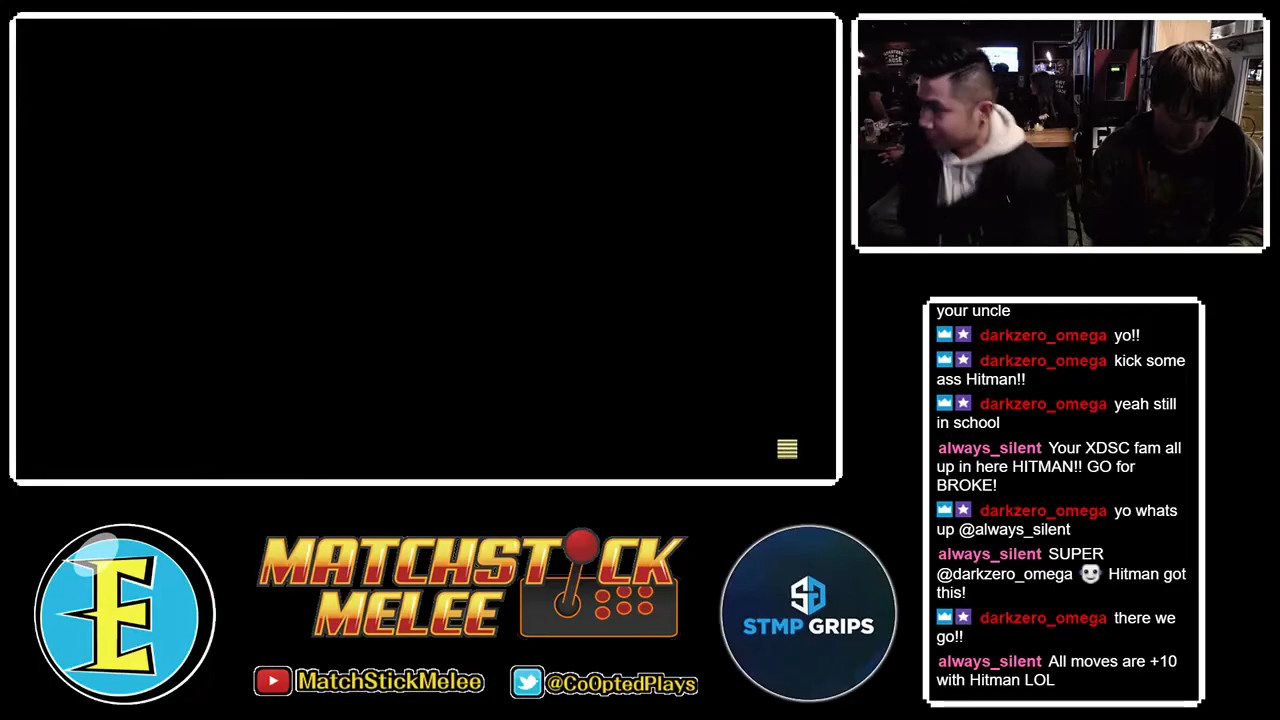 your uncle
darkzero_omega yo!!
darkzero_omega kick some
ass Hitman!!
darkzero_omega yeah still
in school
always_silent Your XDSC fam all
up in here HITMAN!! GO for
BROKE!
darkzero_omega yo whats
up @always_silent
always_silent SUPER
@darkzero_omega Hitman got
this!
darkzero_omega there we
go!!
always_silent All moves are +10
with Hitman LOL
E
MATCHSTICK
MELEE
MatchStickMelee
@CoOptedPlays
SG
STMP GRIPS